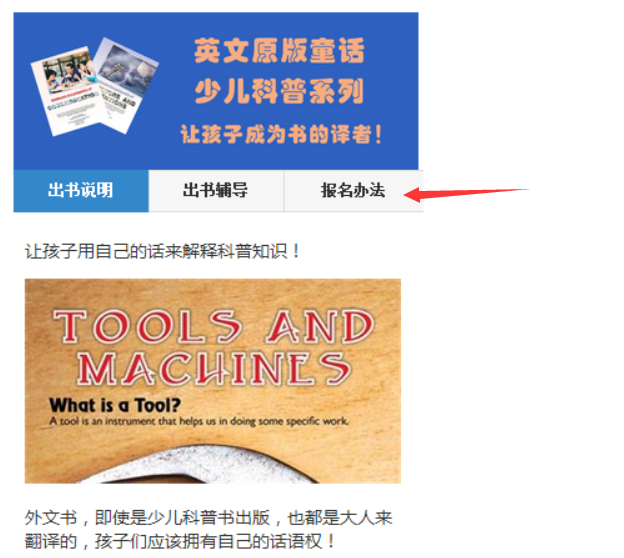 英文原版童话
少儿科普系列
让孩子成为书的译者！
出书说明 出书辅导 报名办法
让孩子用自己的话来解释科普知识！
TOOLS AND
MACHINES
What is a Tool?
A tool is an instrument that helps us in doing some specific work.
外文书，即使是少儿科普书出版，也都是大人来
翻译的，孩子们应该拥有自己的话语权！